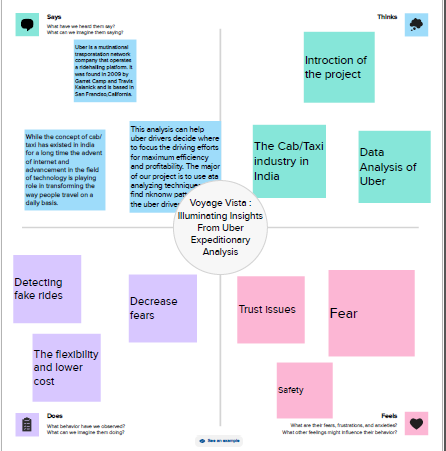 Says
What have we heard them say?
What can we imagine them saying?
Thinks
Uber is a mutinational
trasporatation network
company that operates
a ridehailing platform. it
was found in 2009 by
Garrat Camp and Travis
Kalanick and is based in
San Francisco,California.
Introction of
the project
While the concept of cab/
taxi has existed in india
for a long time the advent
of internet and
advancement in the field
of technology is playing
role in transforming the
way people travel on a
daily basis.
This analysis can help
uber drivers decide where
to focus the driving efforts
for maximum efficiency
and profitability. The major
of our project is to use ata
analyzing technique
find nknonw patt
the uber drive
The Cab/Taxi
industry in
India
Data
Analysis of
Uber
Voyage Vista :
Illuminating Insights
From Uber
Expeditionary
Analysis
Detecting
fake rides
Decrease
fears
The flexibility
and lower
cost
Trust Issues
Fear
Safety
Does
What behavior have we observed?
What can we imagine them doing?
Feels
What are their fears, frustrations, and anxieties?
What other feelings might influence their behavior?
See an example